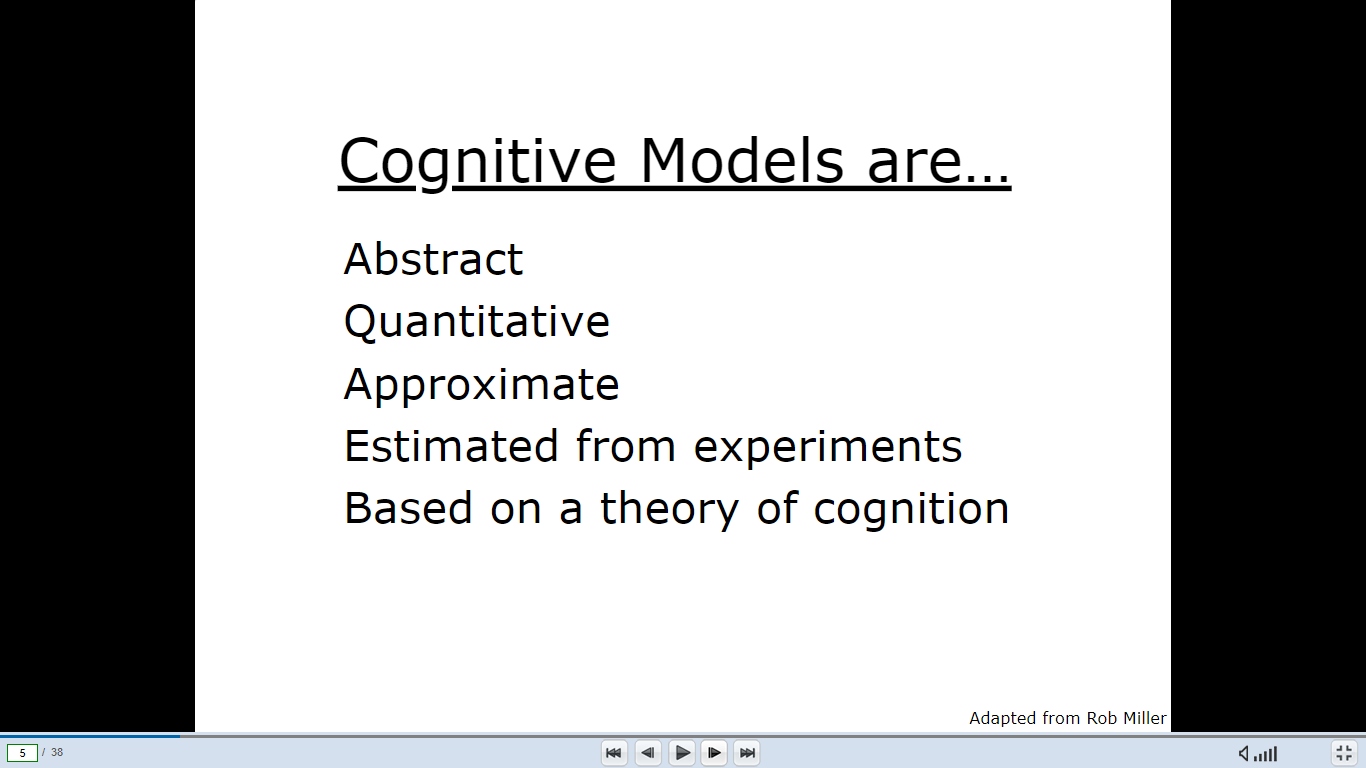 Cognitive Models are…
Abstract
Quantitative
Approximate
Estimated from experiments
Based on a theory of cognition
Adapted from Rob Miller
5 / 38